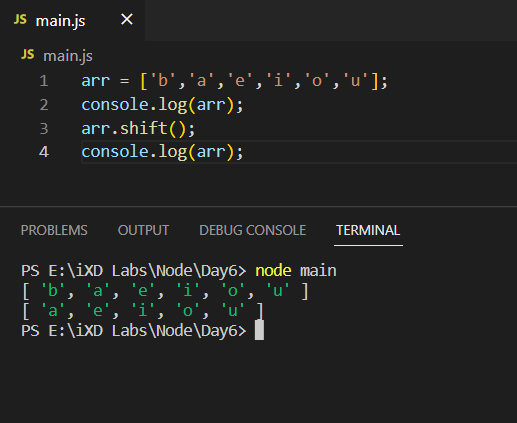 JS main.js ×
JS main.js
1 arr = ['b','a','e','i','o','u'];
2 console.log(arr);
3 arr.shift();
4 console.log(arr);
PROBLEMS OUTPUT DEBUG CONSOLE TERMINAL
PS E:\iXD Labs\Node\Day6> node main
[ 'b', 'a', 'e', 'i', 'o', 'u' ]
[ 'a', 'e', 'i', 'o', 'u' ]
PS E:\iXD Labs\Node\Day6>